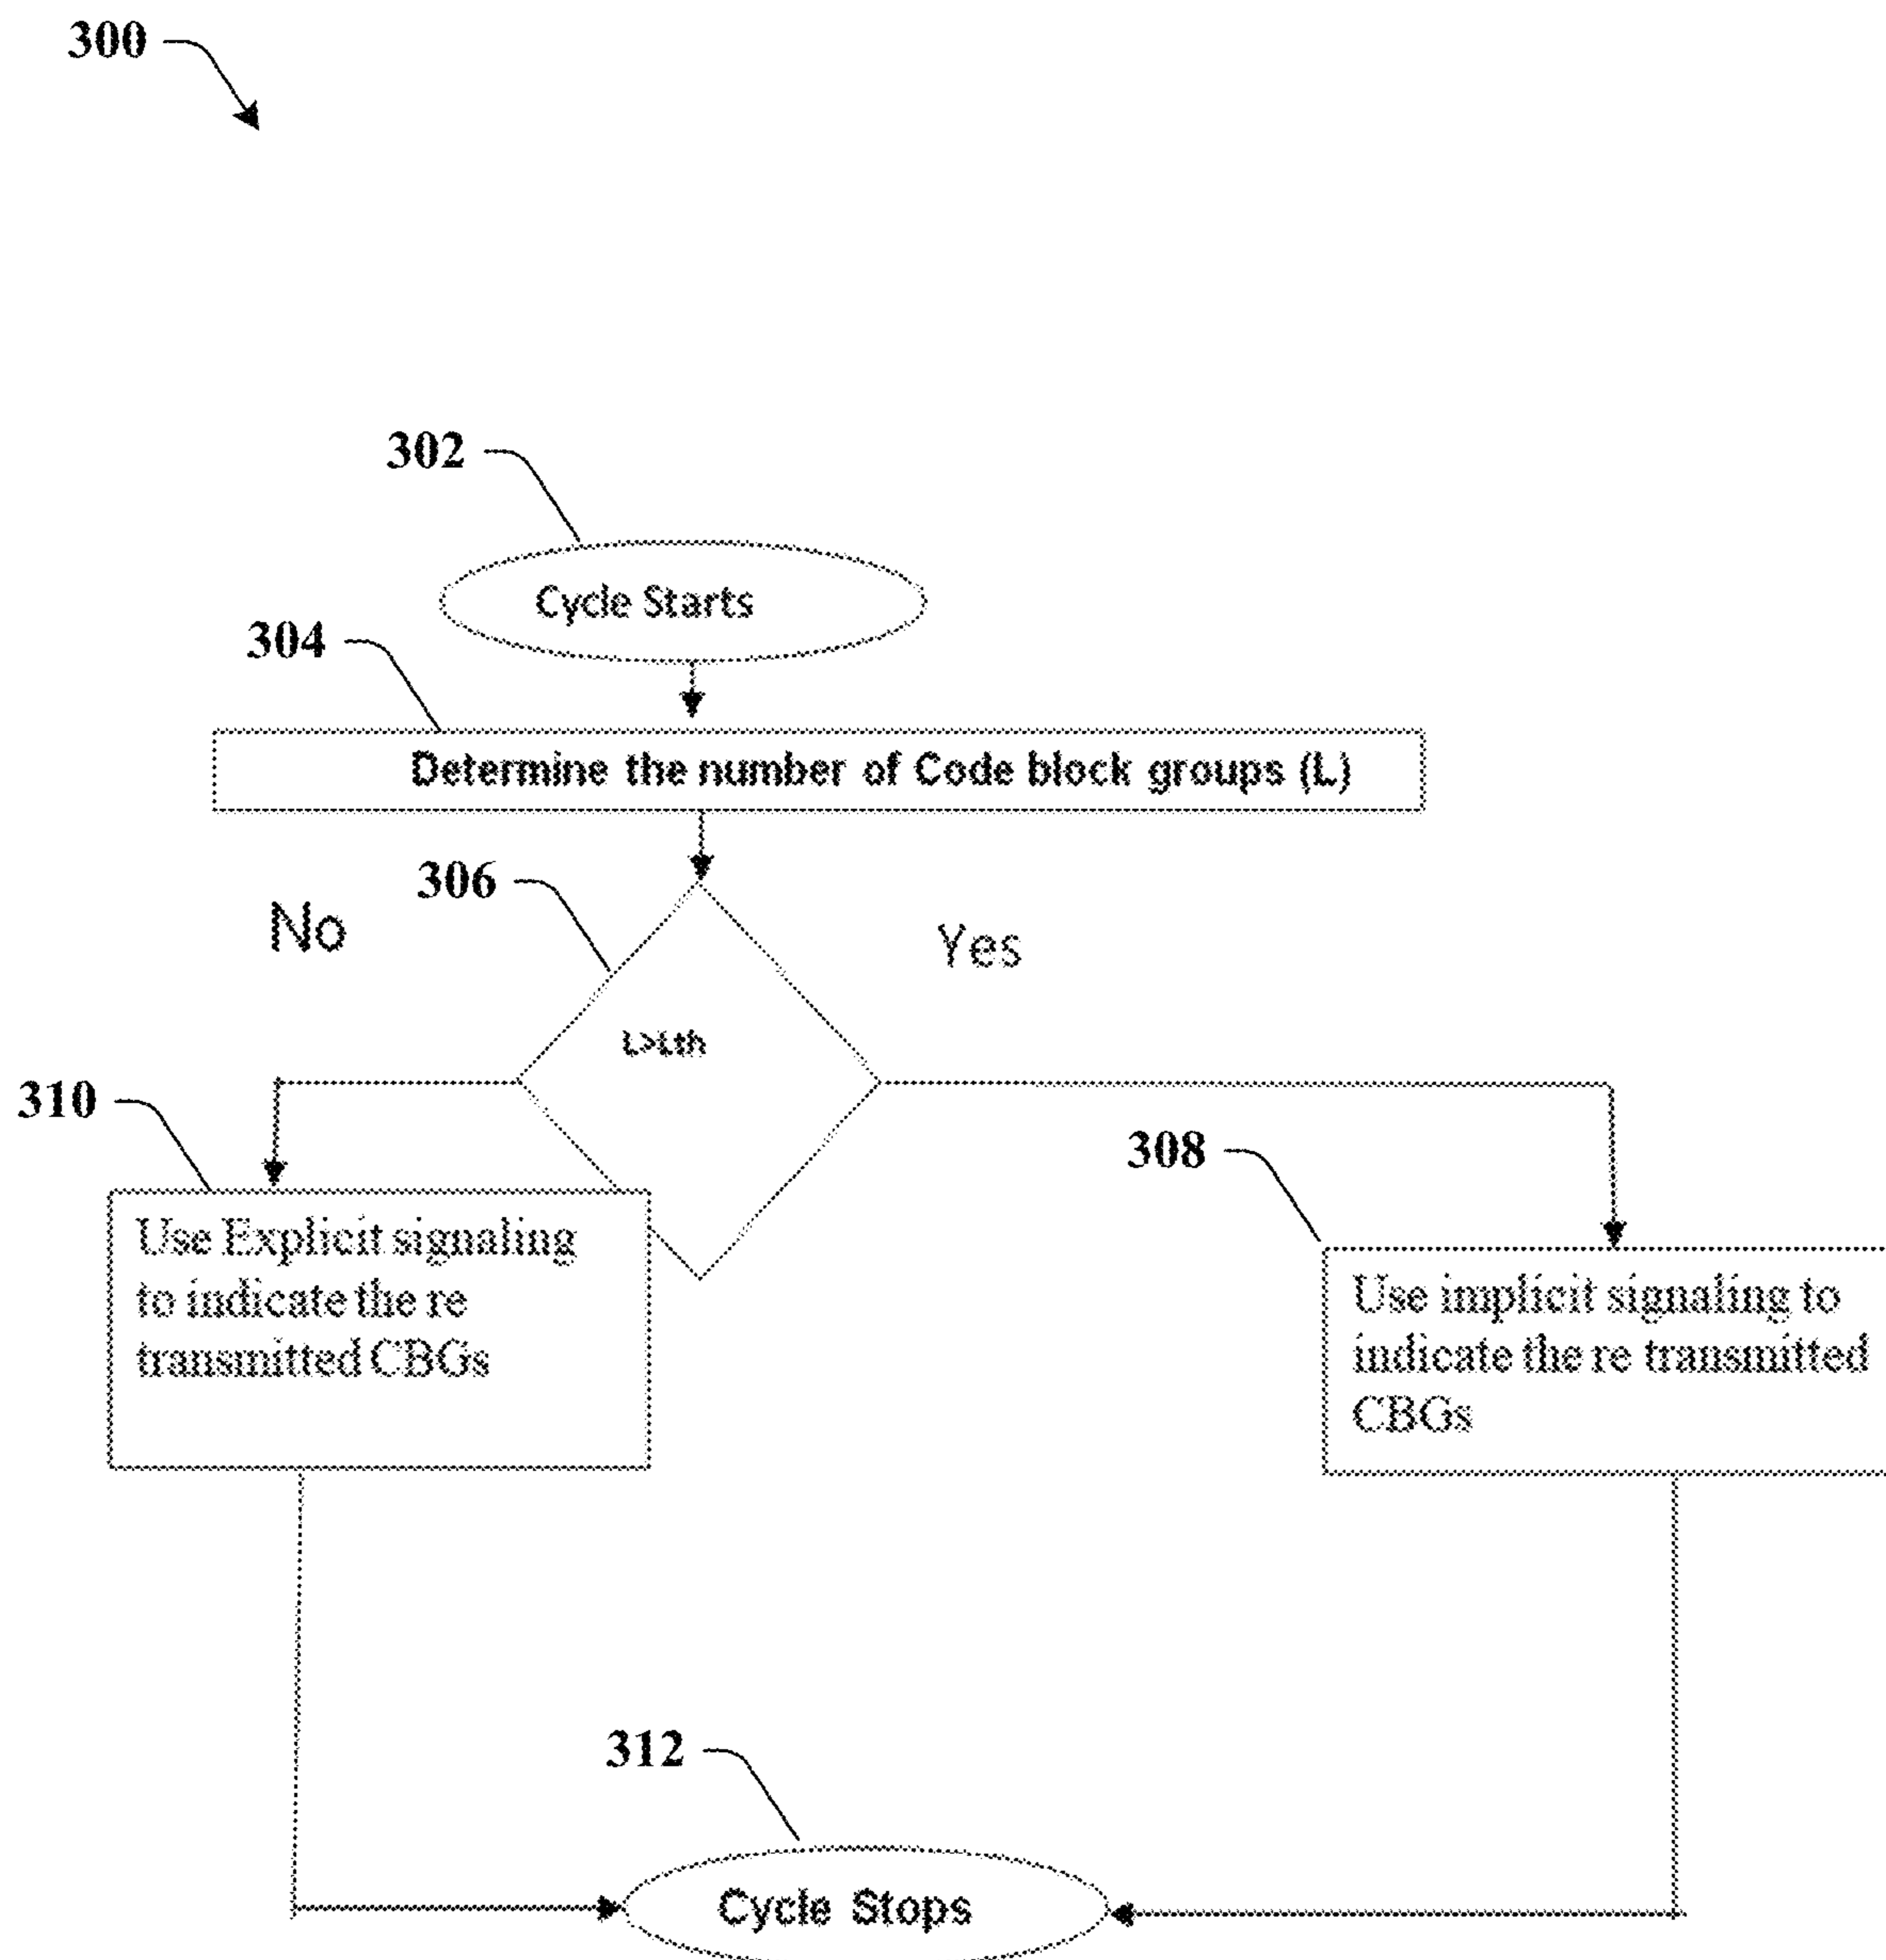 300
302
Cycle Starts
304
Determine the number of Code block groups (L)
306
No
Yes
L>Lth
310
308
Use Explicit signaling
to indicate the re
transmitted CBGs
Use implicit signaling to
indicate the re transmitted
CBGs
312
Cycle Stops